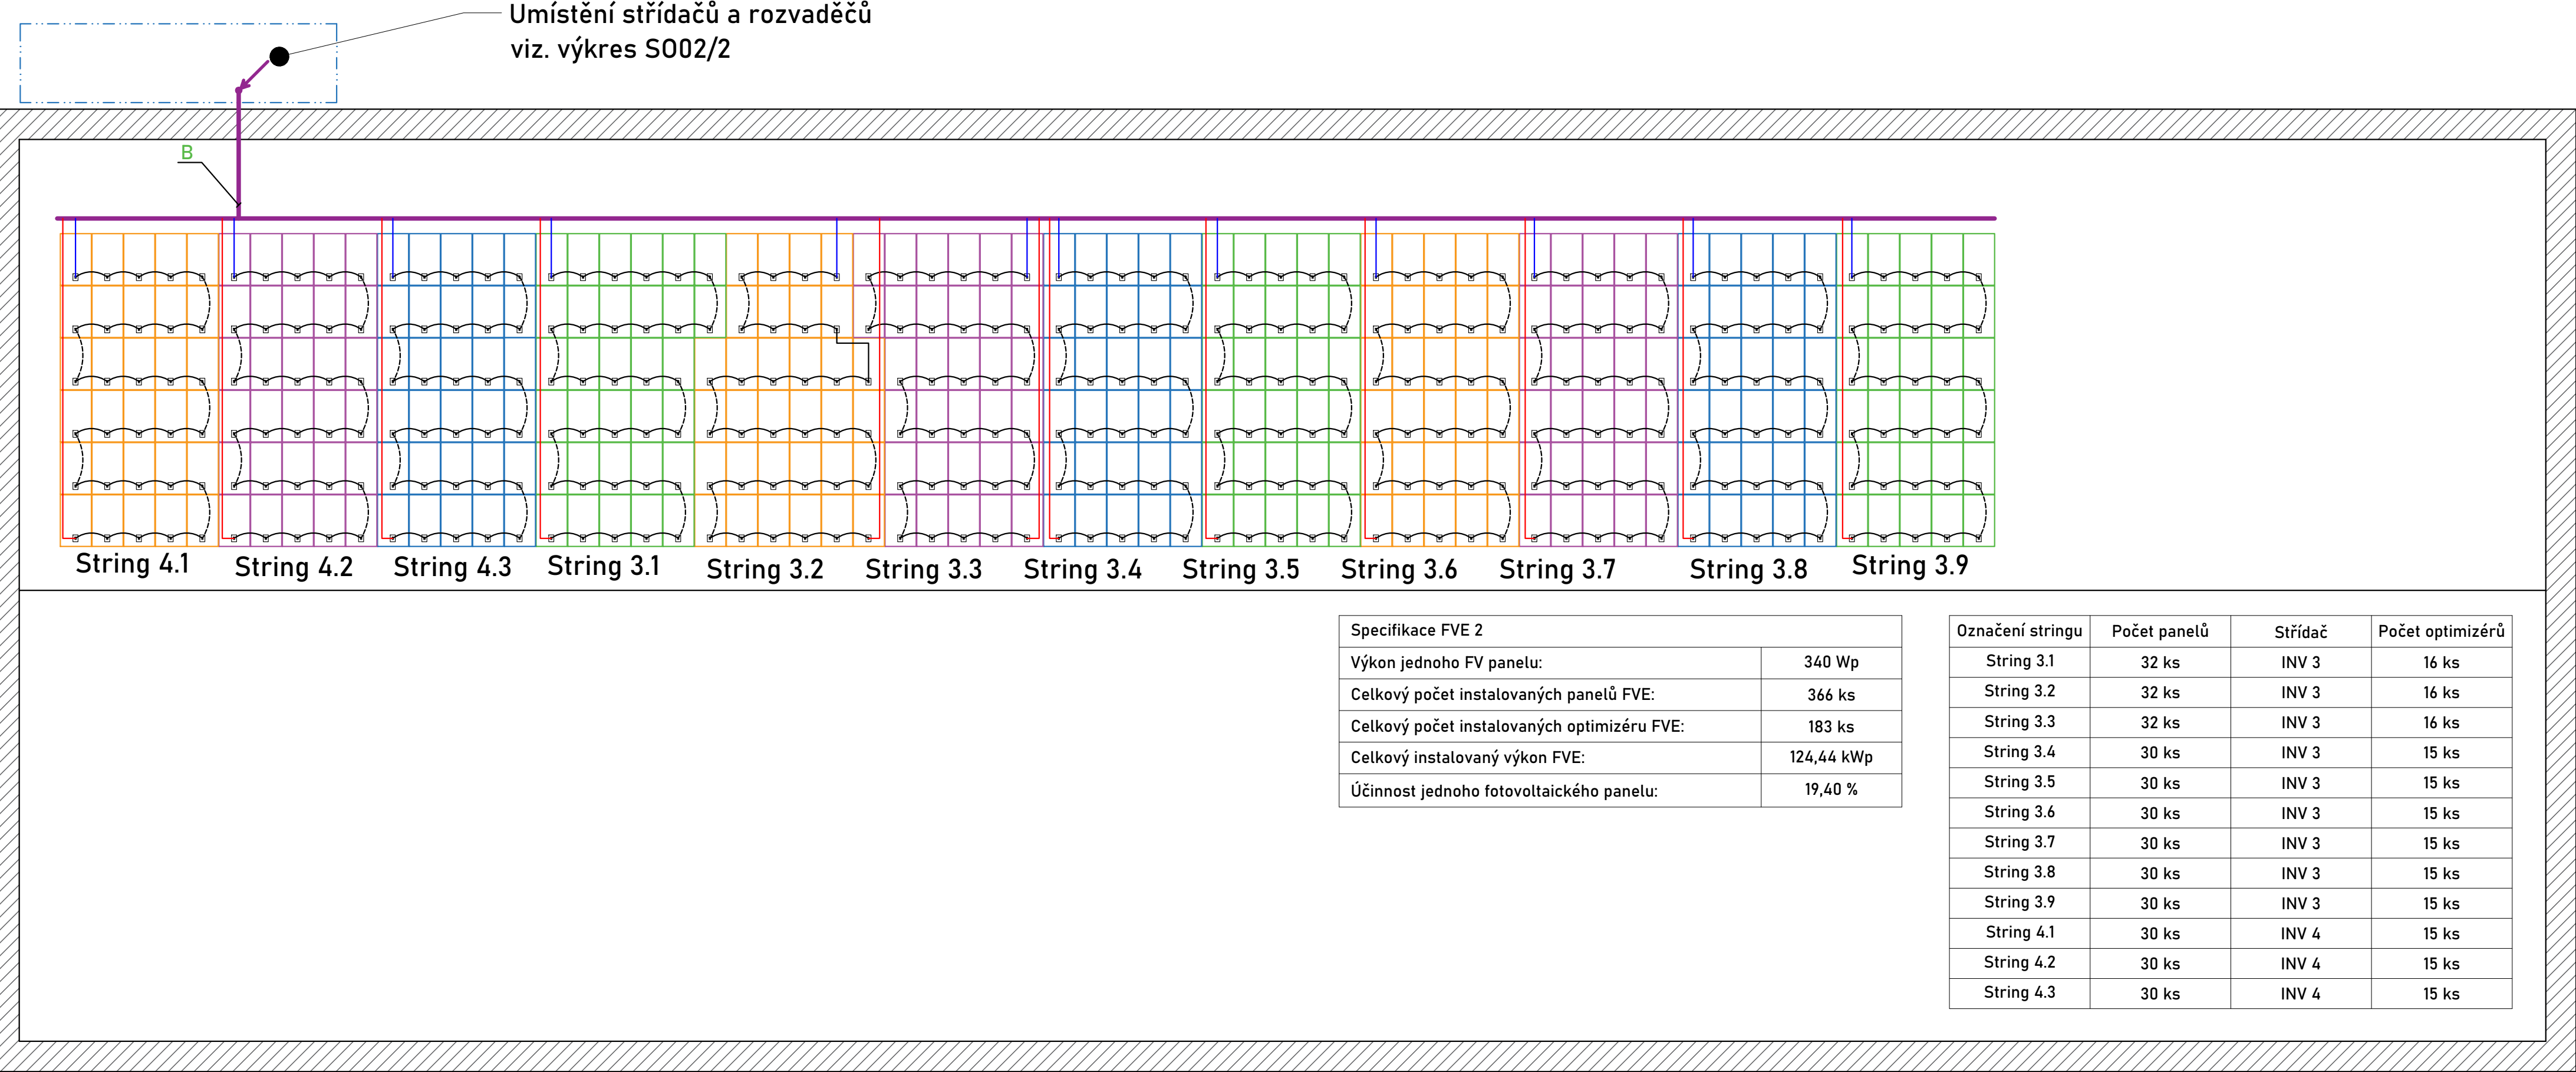 Umístění střídačů a rozvaděčů
viz. výkres SO02/2
B
String 4.1
String 4.2
String 4.3
String 3.1
String 3.2
String 3.3
String 3.4
String 3.5
String 3.6
String 3.7
String 3.8
String 3.9
Specifikace FVE 2
Výkon jednoho FV panelu: 340 Wp
Celkový počet instalovaných panelů FVE: 366 ks
Celkový počet instalovaných optimizéru FVE: 183 ks
Celkový instalovaný výkon FVE: 124,44 kWp
Účinnost jednoho fotovoltaického panelu: 19,40 %
Označení stringu Počet panelů Střídač Počet optimizérů
String 3.1 32 ks INV 3 16 ks
String 3.2 32 ks INV 3 16 ks
String 3.3 32 ks INV 3 16 ks
String 3.4 30 ks INV 3 15 ks
String 3.5 30 ks INV 3 15 ks
String 3.6 30 ks INV 3 15 ks
String 3.7 30 ks INV 3 15 ks
String 3.8 30 ks INV 3 15 ks
String 3.9 30 ks INV 3 15 ks
String 4.1 30 ks INV 4 15 ks
String 4.2 30 ks INV 4 15 ks
String 4.3 30 ks INV 4 15 ks